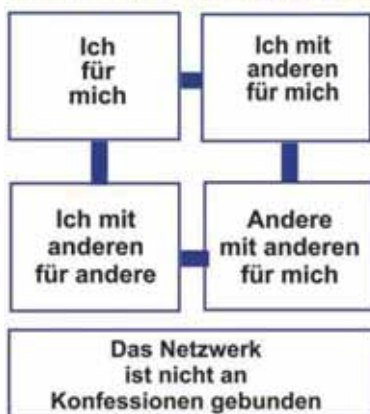 Ich
für
mich
Ich mit
anderen
für mich
Ich mit
anderen
für andere
Andere
mit anderen
für mich
Das Netzwerk
ist nicht an
Konfessionen gebunden